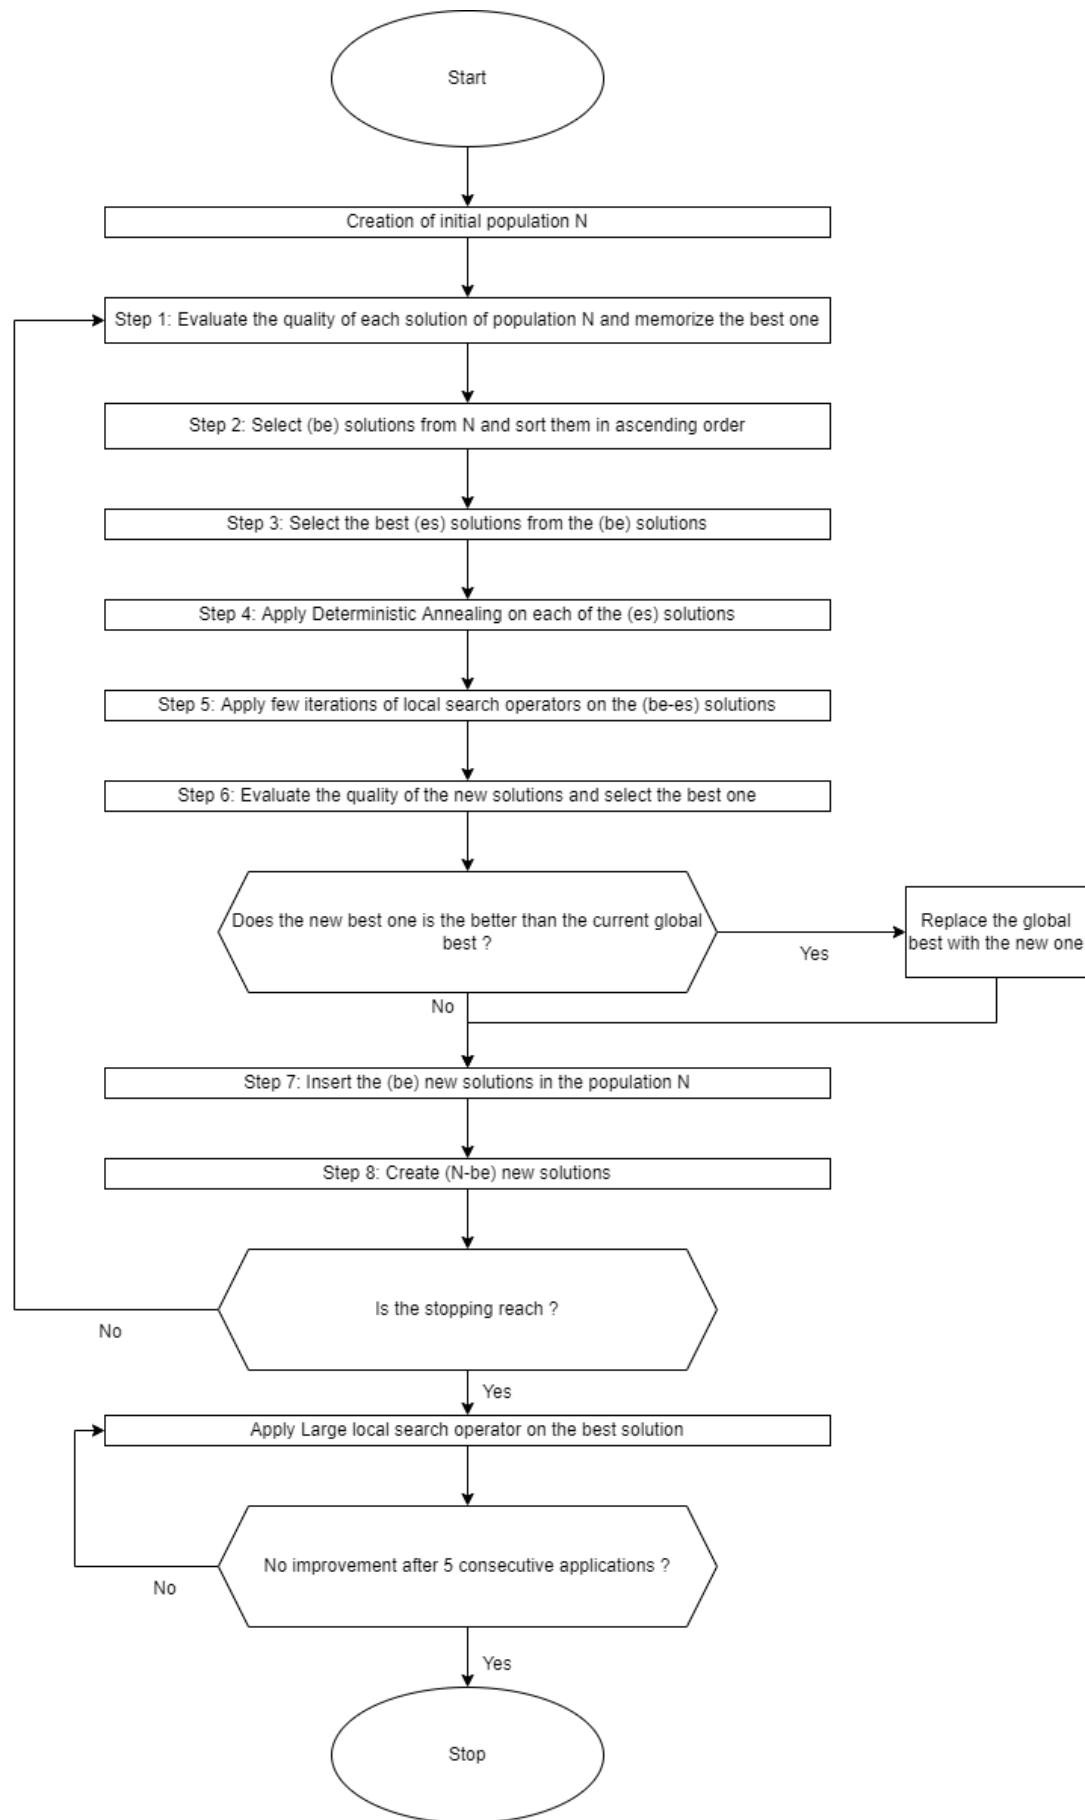 Start
Creation of initial population N
Step 1: Evaluate the quality of each solution of population N and memorize the best one
Step 2: Select (be) solutions from N and sort them in ascending order
Step 3: Select the best (es) solutions from the (be) solutions
Step 4: Apply Deterministic Annealing on each of the (es) solutions
Step 5: Apply few iterations of local search operators on the (be-es) solutions
Step 6: Evaluate the quality of the new solutions and select the best one
Does the new best one is the better than the current global
best ?
Yes
Replace the global
best with the new one
No
Step 7: Insert the (be) new solutions in the population N
Step 8: Create (N-be) new solutions
Is the stopping reach ?
No
Yes
Apply Large local search operator on the best solution
No improvement after 5 consecutive applications ?
No
Yes
Stop